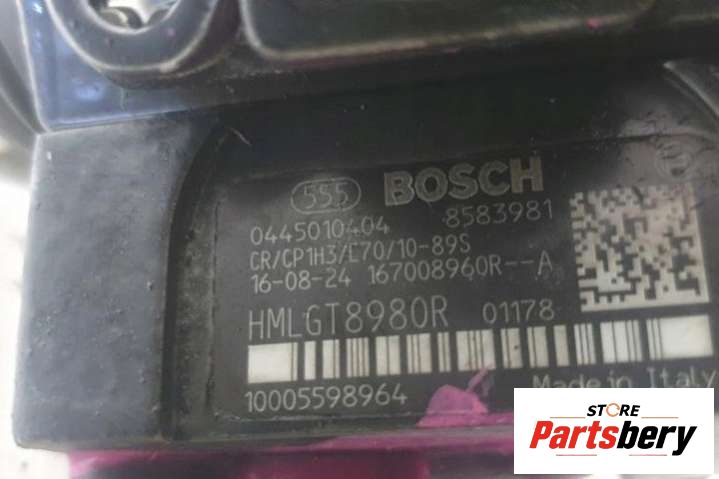 555 BOSCH
0445010404 8583981
CR/CP1H3/E70/10-89S
16-08-24 167008960R--A
HMLGT8980R 01178
10005598964 Made in Italy
STORE
Partsbery